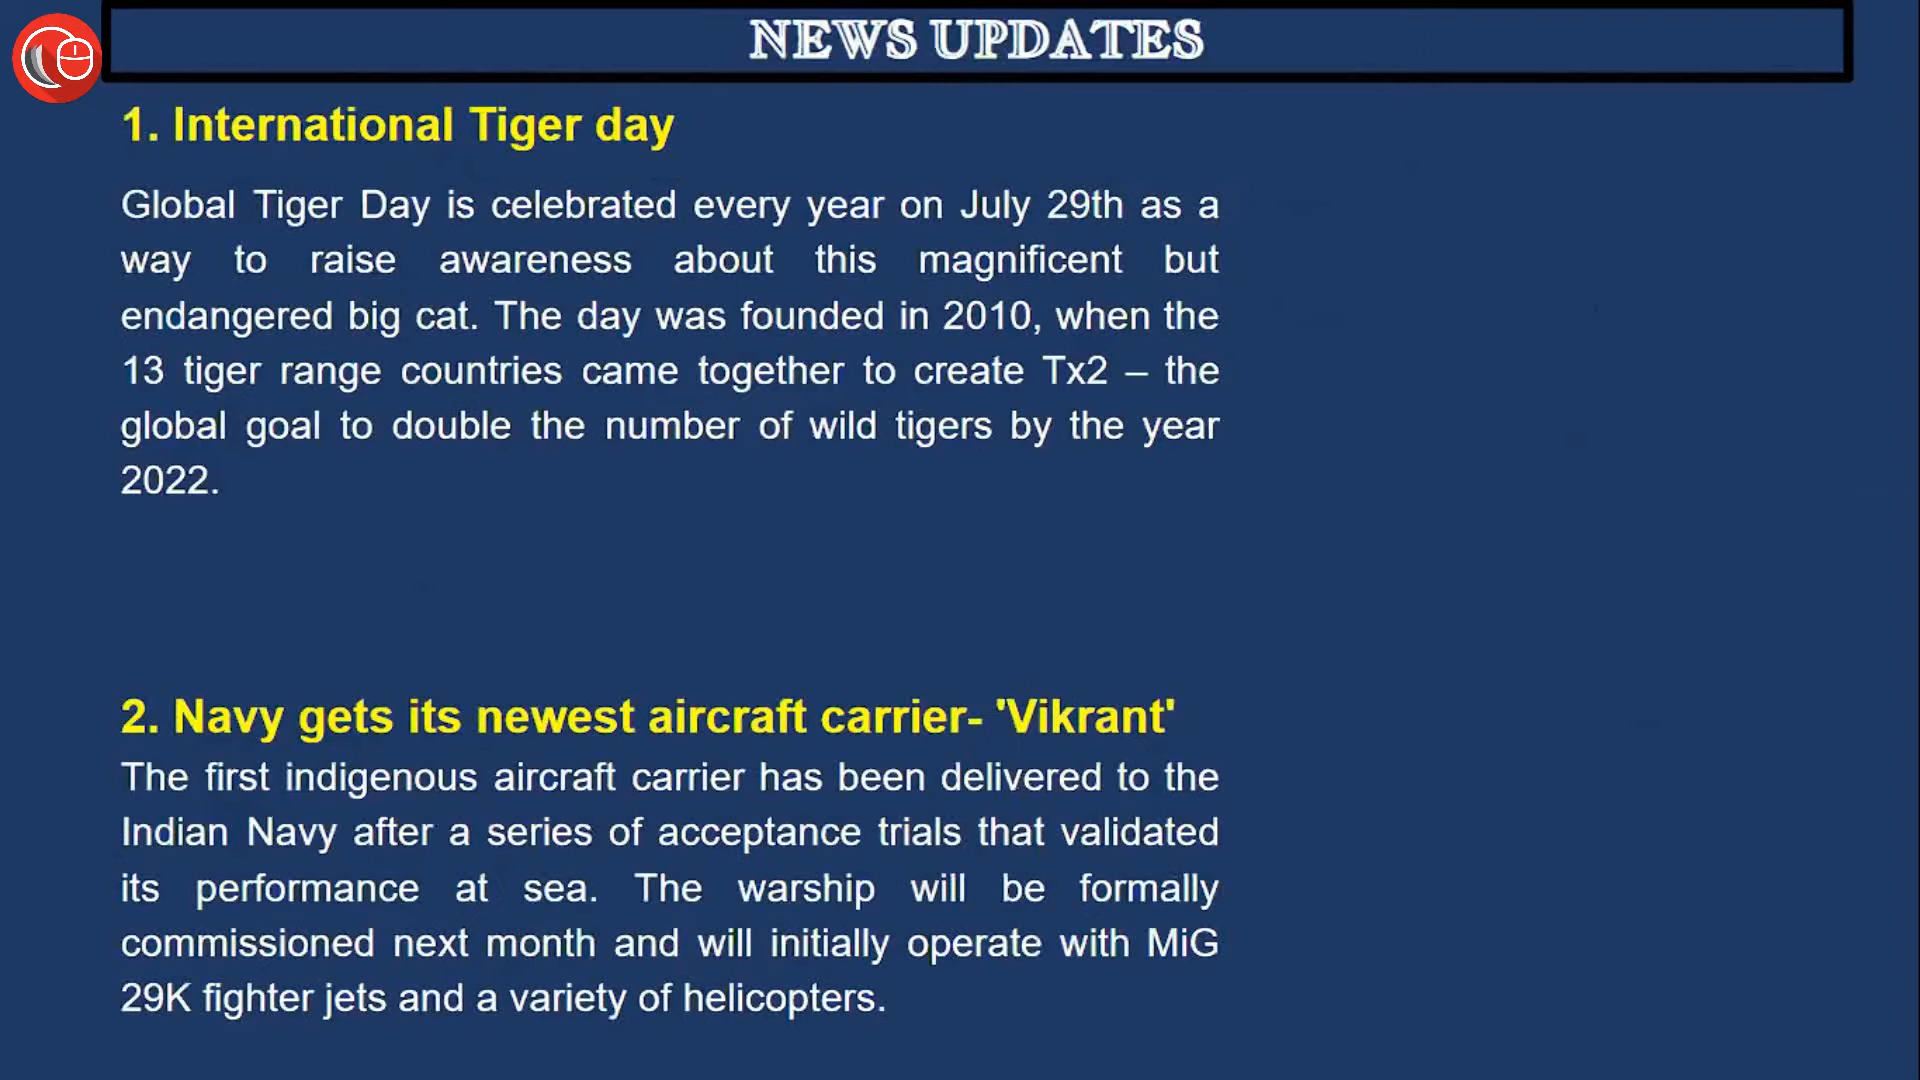 NEWS UPDATES
1. International Tiger day
Global Tiger Day is celebrated every year on July 29th as a
way to raise awareness about this magnificent but
endangered big cat. The day was founded in 2010, when the
13 tiger range countries came together to create Tx2 – the
global goal to double the number of wild tigers by the year
2022.
2. Navy gets its newest aircraft carrier- 'Vikrant'
The first indigenous aircraft carrier has been delivered to the
Indian Navy after a series of acceptance trials that validated
its performance at sea. The warship will be formally
commissioned next month and will initially operate with MiG
29K fighter jets and a variety of helicopters.